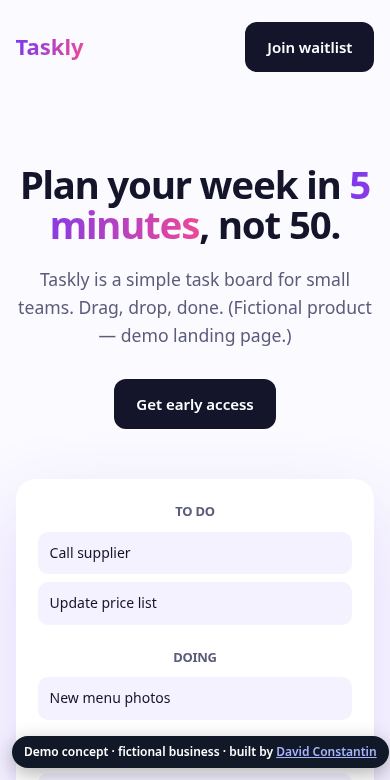 Taskly
Join waitlist
Plan your week in 5
minutes, not 50.
Taskly is a simple task board for small
teams. Drag, drop, done. (Fictional product
— demo landing page.)
Get early access
TO DO
Call supplier
Update price list
DOING
New menu photos
Demo concept · fictional business · built by David Constantin